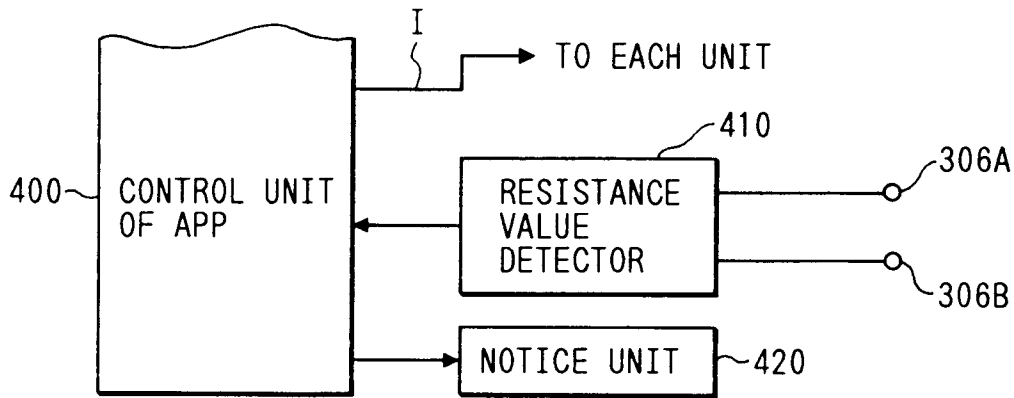 I
TO EACH UNIT
410
400
CONTROL UNIT
OF APP
RESISTANCE
VALUE
DETECTOR
306A
306B
NOTICE UNIT
420